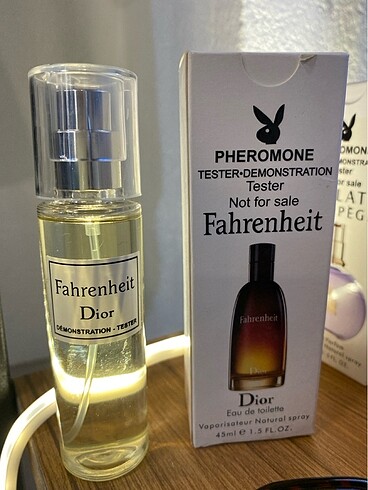 Fahrenheit
Dior
DEMONSTRATION - TESTER
PHEROMONE
TESTER•DEMONSTRATION
Tester
Not for sale
Fahrenheit
Fahrenheit
Dior
Dior
Eau de toilette
Vaporisateur Natural spray
45ml e 1.5 FL.OZ.